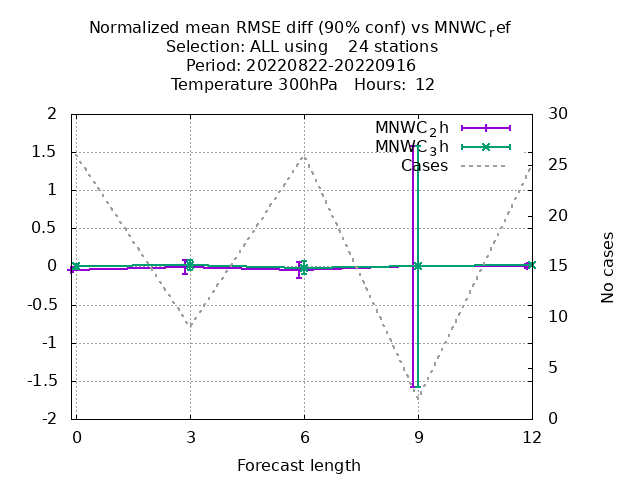 Normalized mean RMSE diff (90% conf) vs MNWC_ref
Selection: ALL using 24 stations
Period: 20220822-20220916
Temperature 300hPa Hours: 12
MNWC_2h
MNWC_3h
Cases
2
1.5
1
0.5
0
-0.5
-1
-1.5
-2
30
25
20
15
10
5
0
No cases
0 3 6 9 12
Forecast length